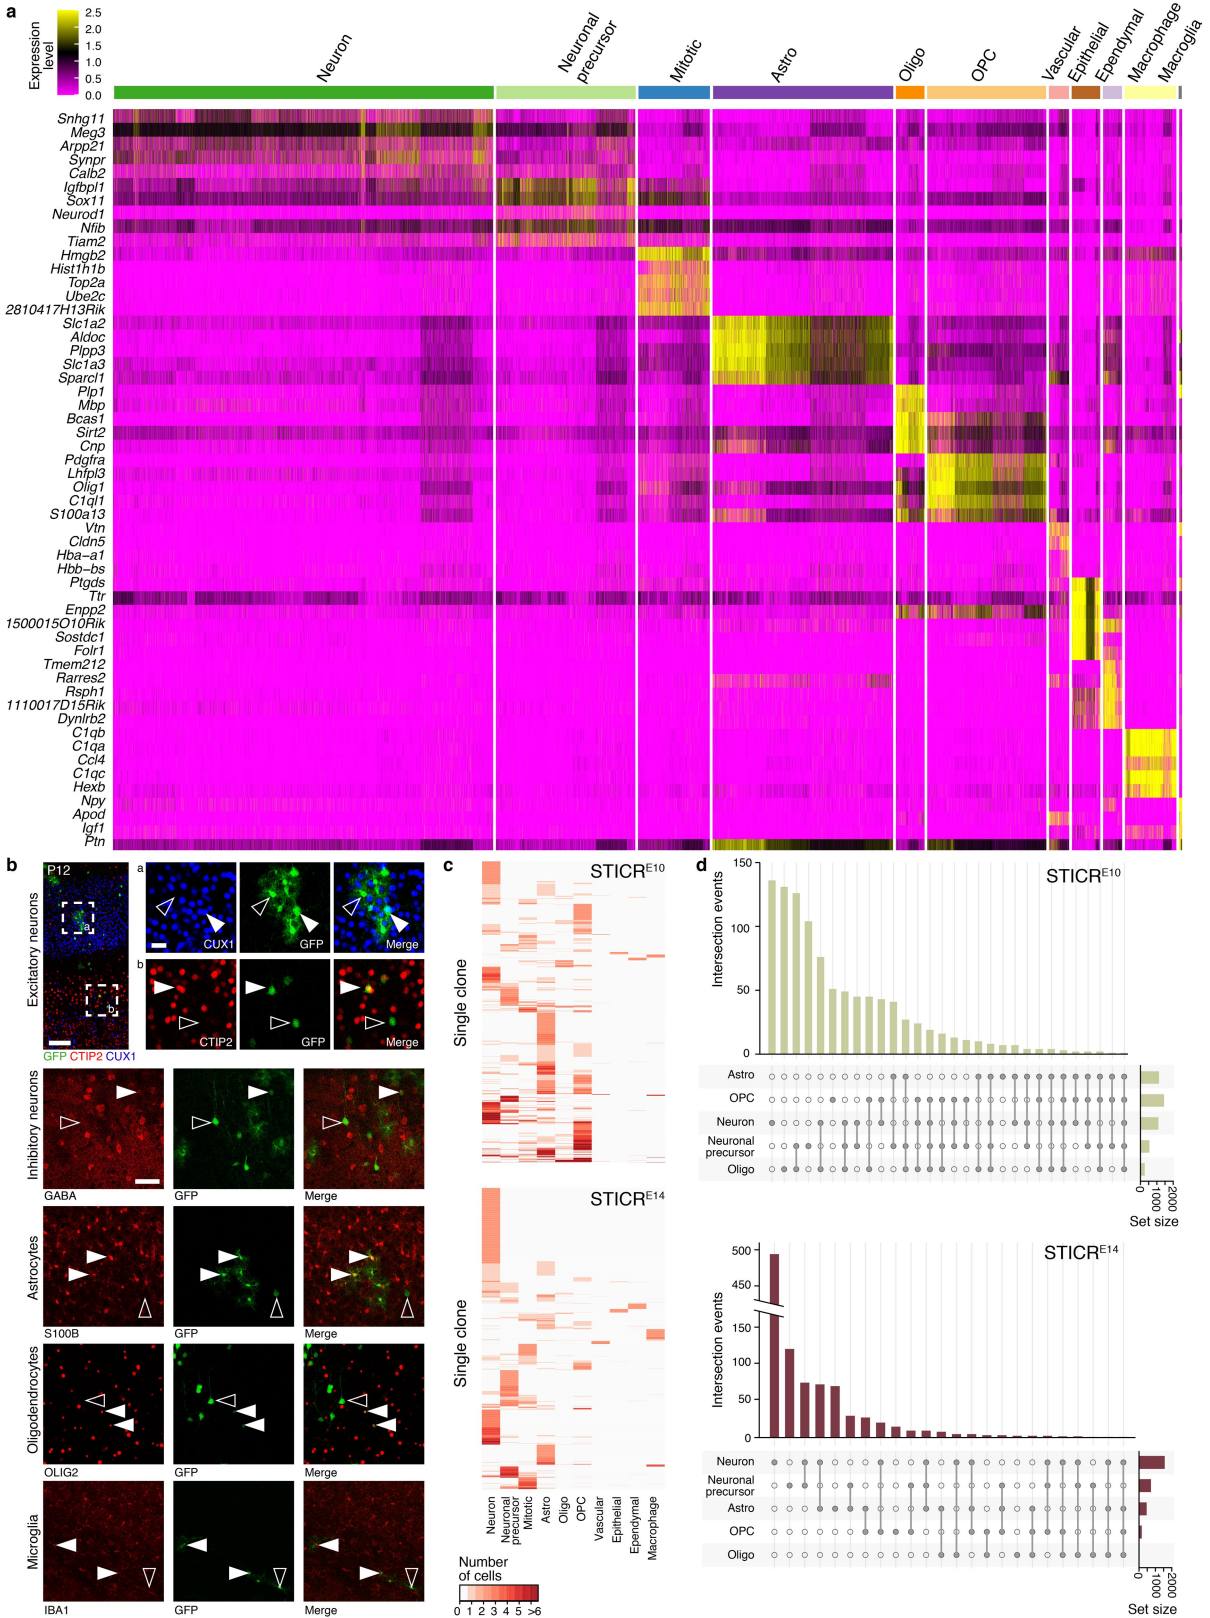 a
Expression
level
2.5
2.0
1.5
1.0
0.5
0.0
Neuron
Neuronal
precursor
Mitotic
Astro
Oligo
OPC
Vascular
Epithelial
Ependymal
Macrophage
Macroglia
Snhg11
Meg3
Arpp21
Synpr
Calb2
Igfbpl1
Sox11
Neurod1
Nfib
Tiam2
Hmgb2
Hist1h1b
Top2a
Ube2c
2810417H13Rik
Slc1a2
Aldoc
Plpp3
Slc1a3
Sparcl1
Plp1
Mbp
Bcas1
Sirt2
Cnp
Pdgfra
Lhfpl3
Olig1
C1ql1
S100a13
Vtn
Cldn5
Hba−a1
Hbb−bs
Ptgds
Ttr
Enpp2
1500015O10Rik
Sostdc1
Folr1
Tmem212
Rarres2
Rsph1
1110017D15Rik
Dynlrb2
C1qb
C1qa
Ccl4
C1qc
Hexb
Npy
Apod
Igf1
Ptn
b
Excitatory neurons
P12
a
b
GFP CTIP2 CUX1
a
CUX1
GFP
Merge
b
CTIP2
GFP
Merge
Inhibitory neurons
GABA
GFP
Merge
Astrocytes
S100B
GFP
Merge
Oligodendrocytes
OLIG2
GFP
Merge
Microglia
IBA1
GFP
Merge
c
STICR^E10
Single clone
STICR^E14
Single clone
Neuron
Neuronal
precursor
Mitotic
Astro
Oligo
OPC
Vascular
Epithelial
Ependymal
Macrophage
Number
of cells
0 1 2 3 4 5 >6
d
STICR^E10
Intersection events
150
100
50
0
Astro
OPC
Neuron
Neuronal
precursor
Oligo
0
1000
2000
Set size
STICR^E14
Intersection events
500
450
150
100
50
0
Neuron
Neuronal
precursor
Astro
OPC
Oligo
0
1000
2000
Set size